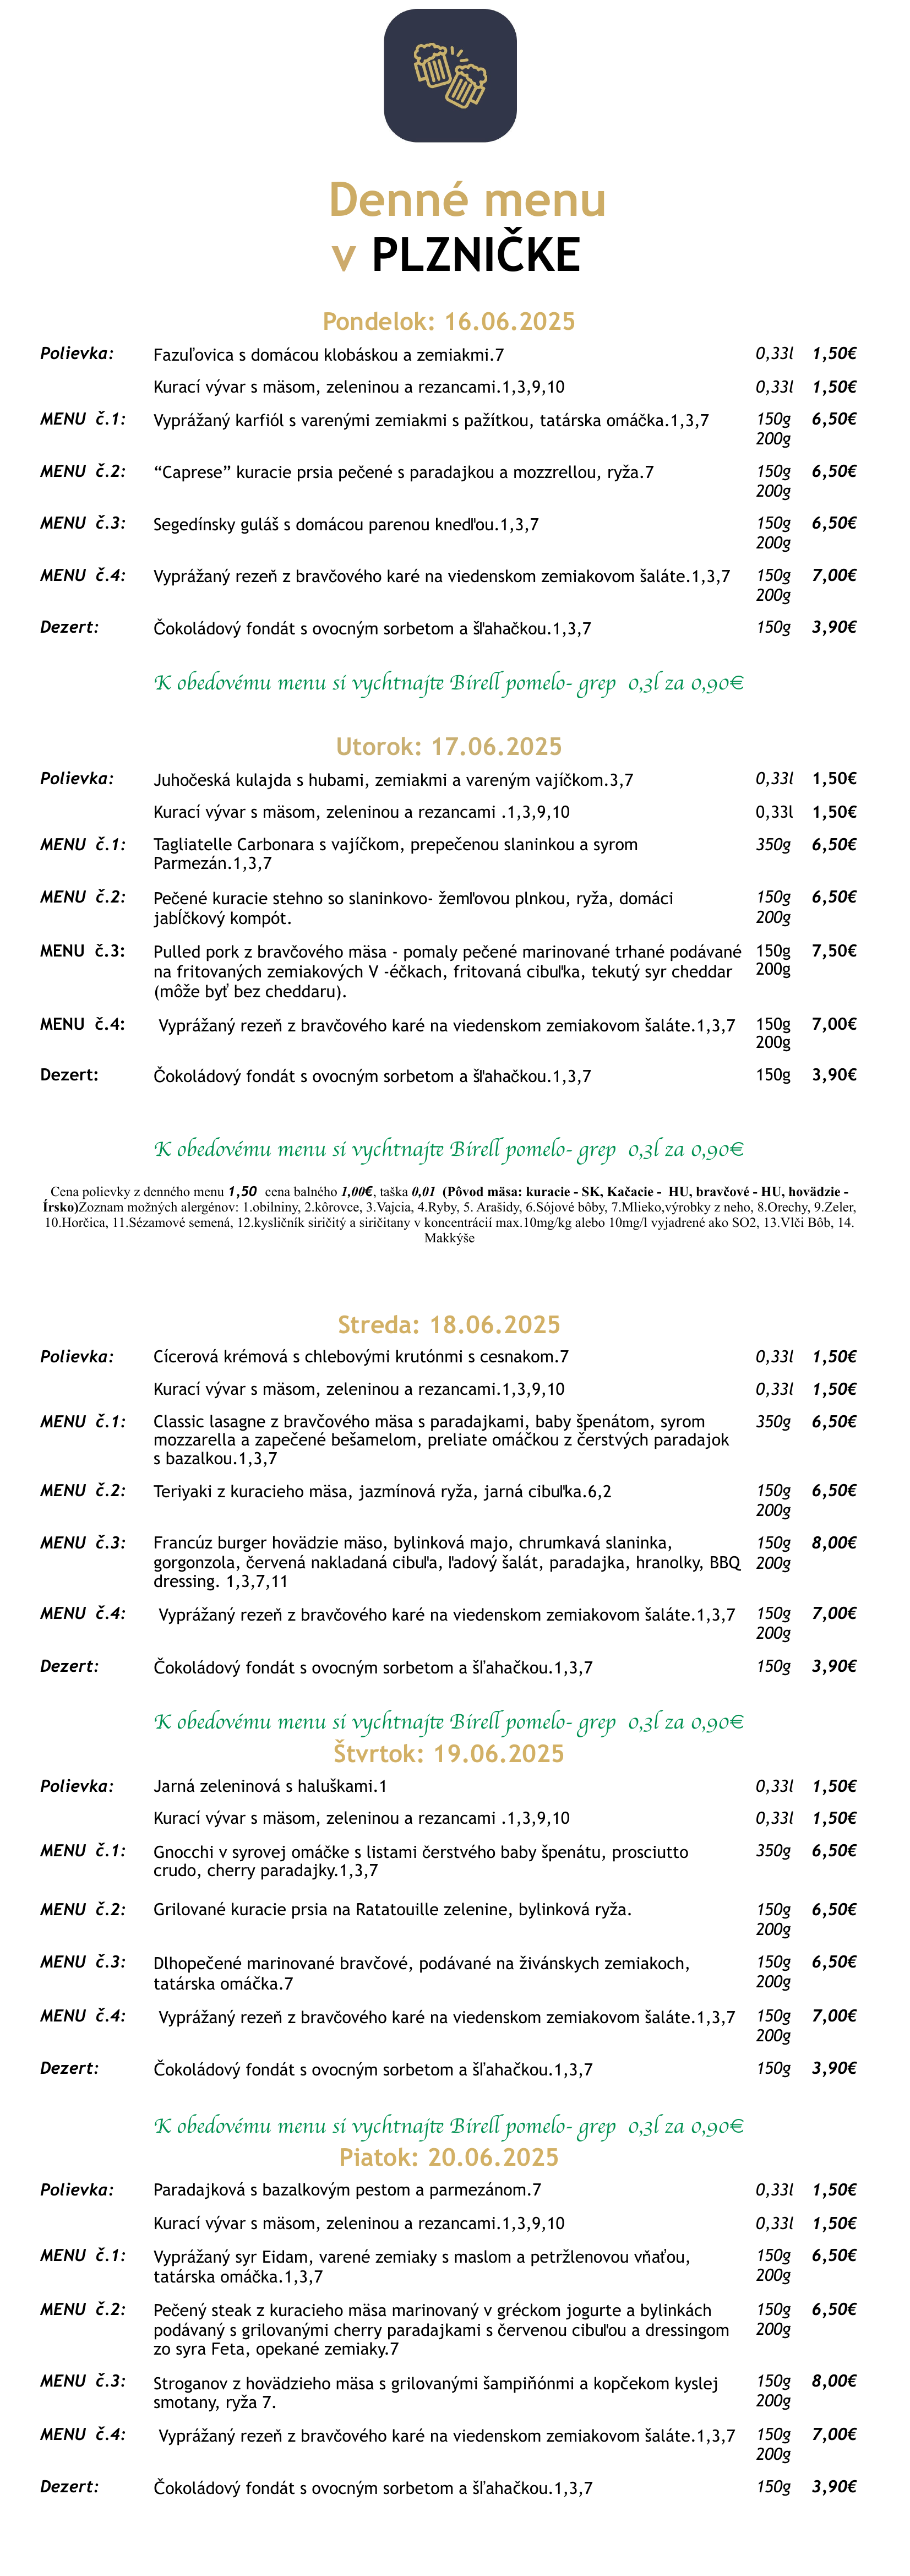 Denné menu
v PLZNIČKE
Pondelok: 16.06.2025
Polievka: Fazuľovica s domácou klobáskou a zemiakmi.7 0,33l 1,50€
Kurací vývar s mäsom, zeleninou a rezancami.1,3,9,10 0,33l 1,50€
MENU č.1: Vyprážaný karfiól s varenými zemiakmi s pažítkou, tatárska omáčka.1,3,7 150g 6,50€
200g
MENU č.2: “Caprese” kuracie prsia pečené s paradajkou a mozzrellou, ryža.7 150g 6,50€
200g
MENU č.3: Segedínsky guláš s domácou parenou knedľou.1,3,7 150g 6,50€
200g
MENU č.4: Vyprážaný rezeň z bravčového karé na viedenskom zemiakovom šaláte.1,3,7 150g 7,00€
200g
Dezert: Čokoládový fondát s ovocným sorbetom a šľahačkou.1,3,7 150g 3,90€
K obedovému menu si vychtnajte Birell pomelo- grep 0,3l za 0,90€
Utorok: 17.06.2025
Polievka: Juhočeská kulajda s hubami, zemiakmi a vareným vajíčkom.3,7 0,33l 1,50€
Kurací vývar s mäsom, zeleninou a rezancami .1,3,9,10 0,33l 1,50€
MENU č.1: Tagliatelle Carbonara s vajíčkom, prepečenou slaninkou a syrom 350g 6,50€
Parmezán.1,3,7
MENU č.2: Pečené kuracie stehno so slaninkovo- žemľovou plnkou, ryža, domáci 150g 6,50€
jabĺčkový kompót. 200g
MENU č.3: Pulled pork z bravčového mäsa - pomaly pečené marinované trhané podávané 150g 7,50€
na fritovaných zemiakových V -éčkach, fritovaná cibuľka, tekutý syr cheddar 200g
(môže byť bez cheddaru).
MENU č.4: Vyprážaný rezeň z bravčového karé na viedenskom zemiakovom šaláte.1,3,7 150g 7,00€
200g
Dezert: Čokoládový fondát s ovocným sorbetom a šľahačkou.1,3,7 150g 3,90€
K obedovému menu si vychtnajte Birell pomelo- grep 0,3l za 0,90€
Cena polievky z denného menu 1,50 cena balného 1,00€, taška 0,01 (Pôvod mäsa: kuracie - SK, Kačacie - HU, bravčové - HU, hovädzie -
Írsko)Zoznam možných alergénov: 1.obilniny, 2.kôrovce, 3.Vajcia, 4.Ryby, 5. Arašidy, 6.Sójové bôby, 7.Mlieko,výrobky z neho, 8.Orechy, 9.Zeler,
10.Horčica, 11.Sézamové semená, 12.kysličník siričitý a siričitany v koncentrácií max.10mg/kg alebo 10mg/l vyjadrené ako SO2, 13.Vlčí Bôb, 14.
Makkýše
Streda: 18.06.2025
Polievka: Cícerová krémová s chlebovými krutónmi s cesnakom.7 0,33l 1,50€
Kurací vývar s mäsom, zeleninou a rezancami.1,3,9,10 0,33l 1,50€
MENU č.1: Classic lasagne z bravčového mäsa s paradajkami, baby špenátom, syrom 350g 6,50€
mozzarella a zapečené bešamelom, preliate omáčkou z čerstvých paradajok
s bazalkou.1,3,7
MENU č.2: Teriyaki z kuracieho mäsa, jazmínová ryža, jarná cibuľka.6,2 150g 6,50€
200g
MENU č.3: Francúz burger hovädzie mäso, bylinková majo, chrumkavá slaninka, 150g 8,00€
gorgonzola, červená nakladaná cibuľa, ľadový šalát, paradajka, hranolky, BBQ 200g
dressing. 1,3,7,11
MENU č.4: Vyprážaný rezeň z bravčového karé na viedenskom zemiakovom šaláte.1,3,7 150g 7,00€
200g
Dezert: Čokoládový fondát s ovocným sorbetom a šľahačkou.1,3,7 150g 3,90€
K obedovému menu si vychtnajte Birell pomelo- grep 0,3l za 0,90€
Štvrtok: 19.06.2025
Polievka: Jarná zeleninová s haluškami.1 0,33l 1,50€
Kurací vývar s mäsom, zeleninou a rezancami .1,3,9,10 0,33l 1,50€
MENU č.1: Gnocchi v syrovej omáčke s listami čerstvého baby špenátu, prosciutto 350g 6,50€
crudo, cherry paradajky.1,3,7
MENU č.2: Grilované kuracie prsia na Ratatouille zelenine, bylinková ryža. 150g 6,50€
200g
MENU č.3: Dlhopečené marinované bravčové, podávané na živánskych zemiakoch, 150g 6,50€
tatárska omáčka.7 200g
MENU č.4: Vyprážaný rezeň z bravčového karé na viedenskom zemiakovom šaláte.1,3,7 150g 7,00€
200g
Dezert: Čokoládový fondát s ovocným sorbetom a šľahačkou.1,3,7 150g 3,90€
K obedovému menu si vychtnajte Birell pomelo- grep 0,3l za 0,90€
Piatok: 20.06.2025
Polievka: Paradajková s bazalkovým pestom a parmezánom.7 0,33l 1,50€
Kurací vývar s mäsom, zeleninou a rezancami.1,3,9,10 0,33l 1,50€
MENU č.1: Vyprážaný syr Eidam, varené zemiaky s maslom a petržlenovou vňaťou, 150g 6,50€
tatárska omáčka.1,3,7 200g
MENU č.2: Pečený steak z kuracieho mäsa marinovaný v gréckom jogurte a bylinkách 150g 6,50€
podávaný s grilovanými cherry paradajkami s červenou cibuľou a dressingom 200g
zo syra Feta, opekané zemiaky.7
MENU č.3: Stroganov z hovädzieho mäsa s grilovanými šampiňónmi a kopčekom kyslej 150g 8,00€
smotany, ryža 7. 200g
MENU č.4: Vyprážaný rezeň z bravčového karé na viedenskom zemiakovom šaláte.1,3,7 150g 7,00€
200g
Dezert: Čokoládový fondát s ovocným sorbetom a šľahačkou.1,3,7 150g 3,90€